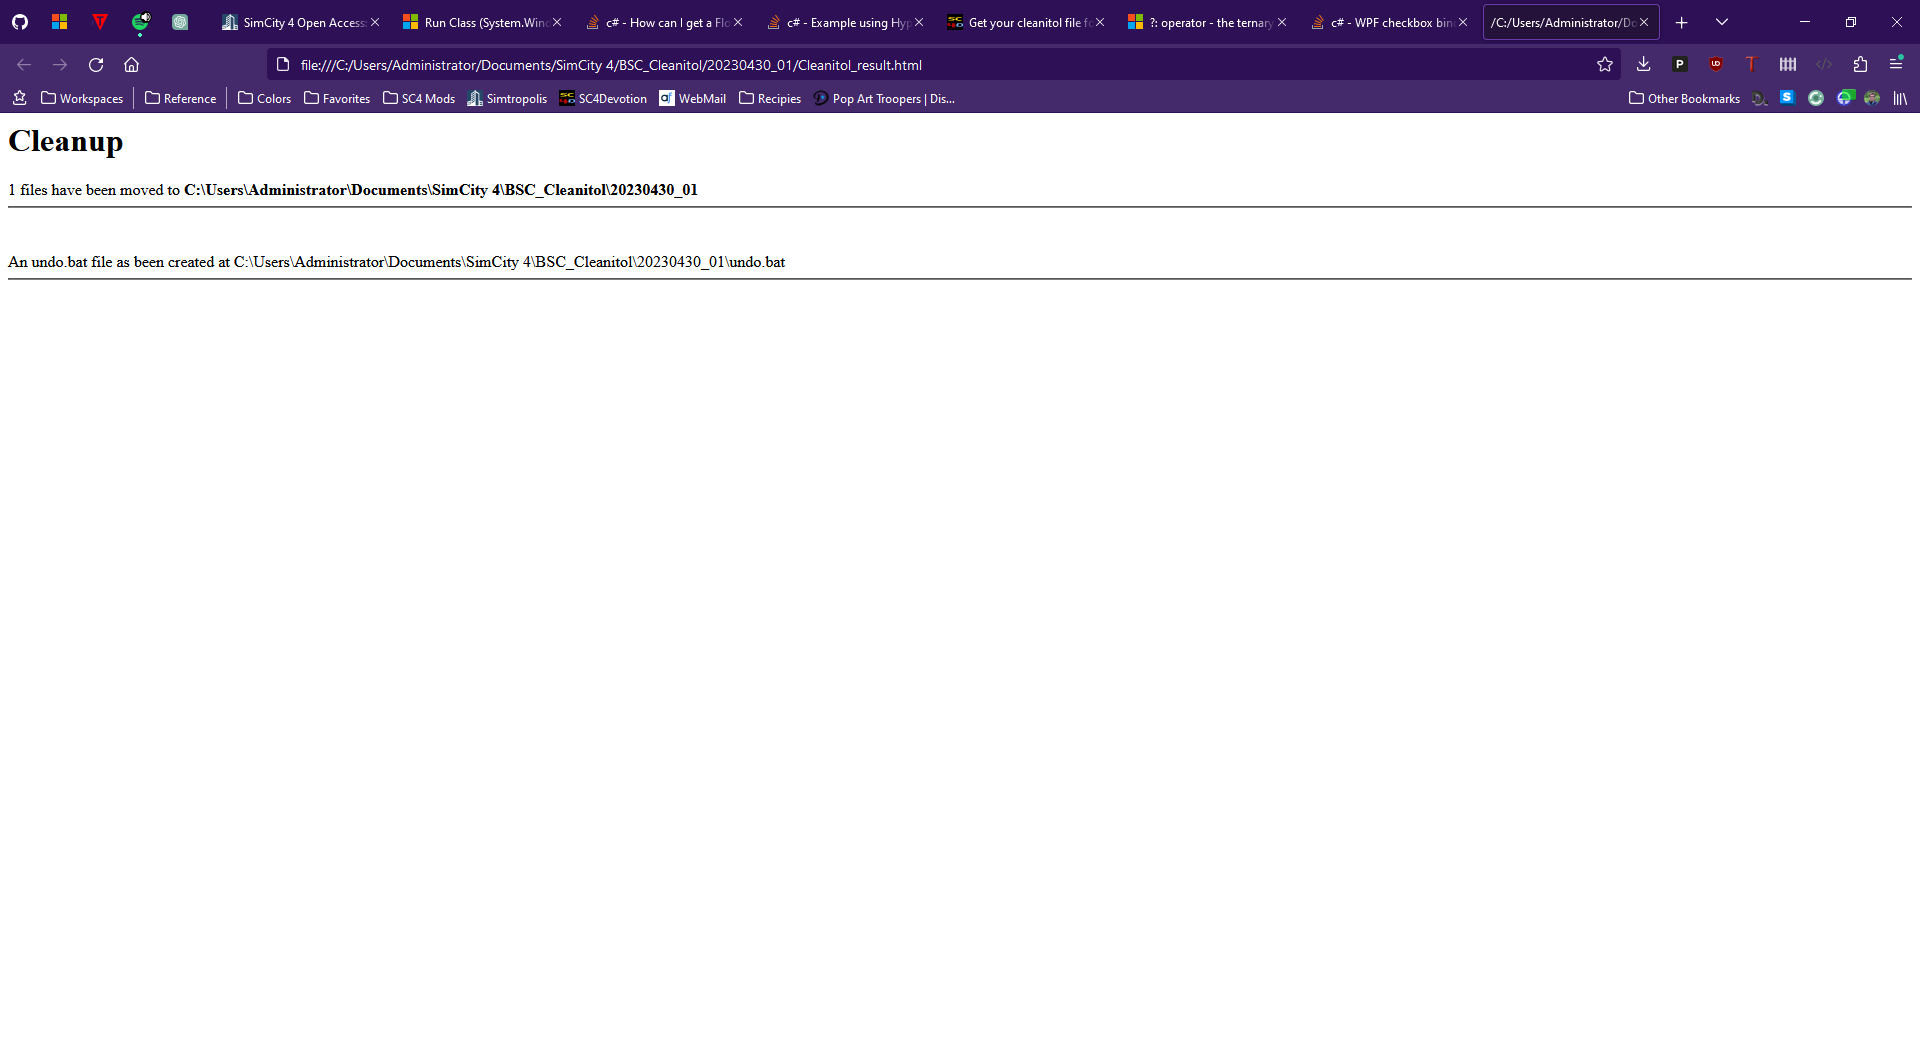 SimCity 4 Open Access
Run Class (System.Wind
c# - How can I get a Flo
c# - Example using Hyp
Get your cleanitol file fo
?: operator - the ternary
c# - WPF checkbox bin
/C:/Users/Administrator/Do
file:///C:/Users/Administrator/Documents/SimCity 4/BSC_Cleanitol/20230430_01/Cleanitol_result.html
Workspaces
Reference
Colors
Favorites
SC4 Mods
Simtropolis
SC4Devotion
WebMail
Recipies
Pop Art Troopers | Dis...
Other Bookmarks
Cleanup
1 files have been moved to C:\Users\Administrator\Documents\SimCity 4\BSC_Cleanitol\20230430_01
An undo.bat file as been created at C:\Users\Administrator\Documents\SimCity 4\BSC_Cleanitol\20230430_01\undo.bat